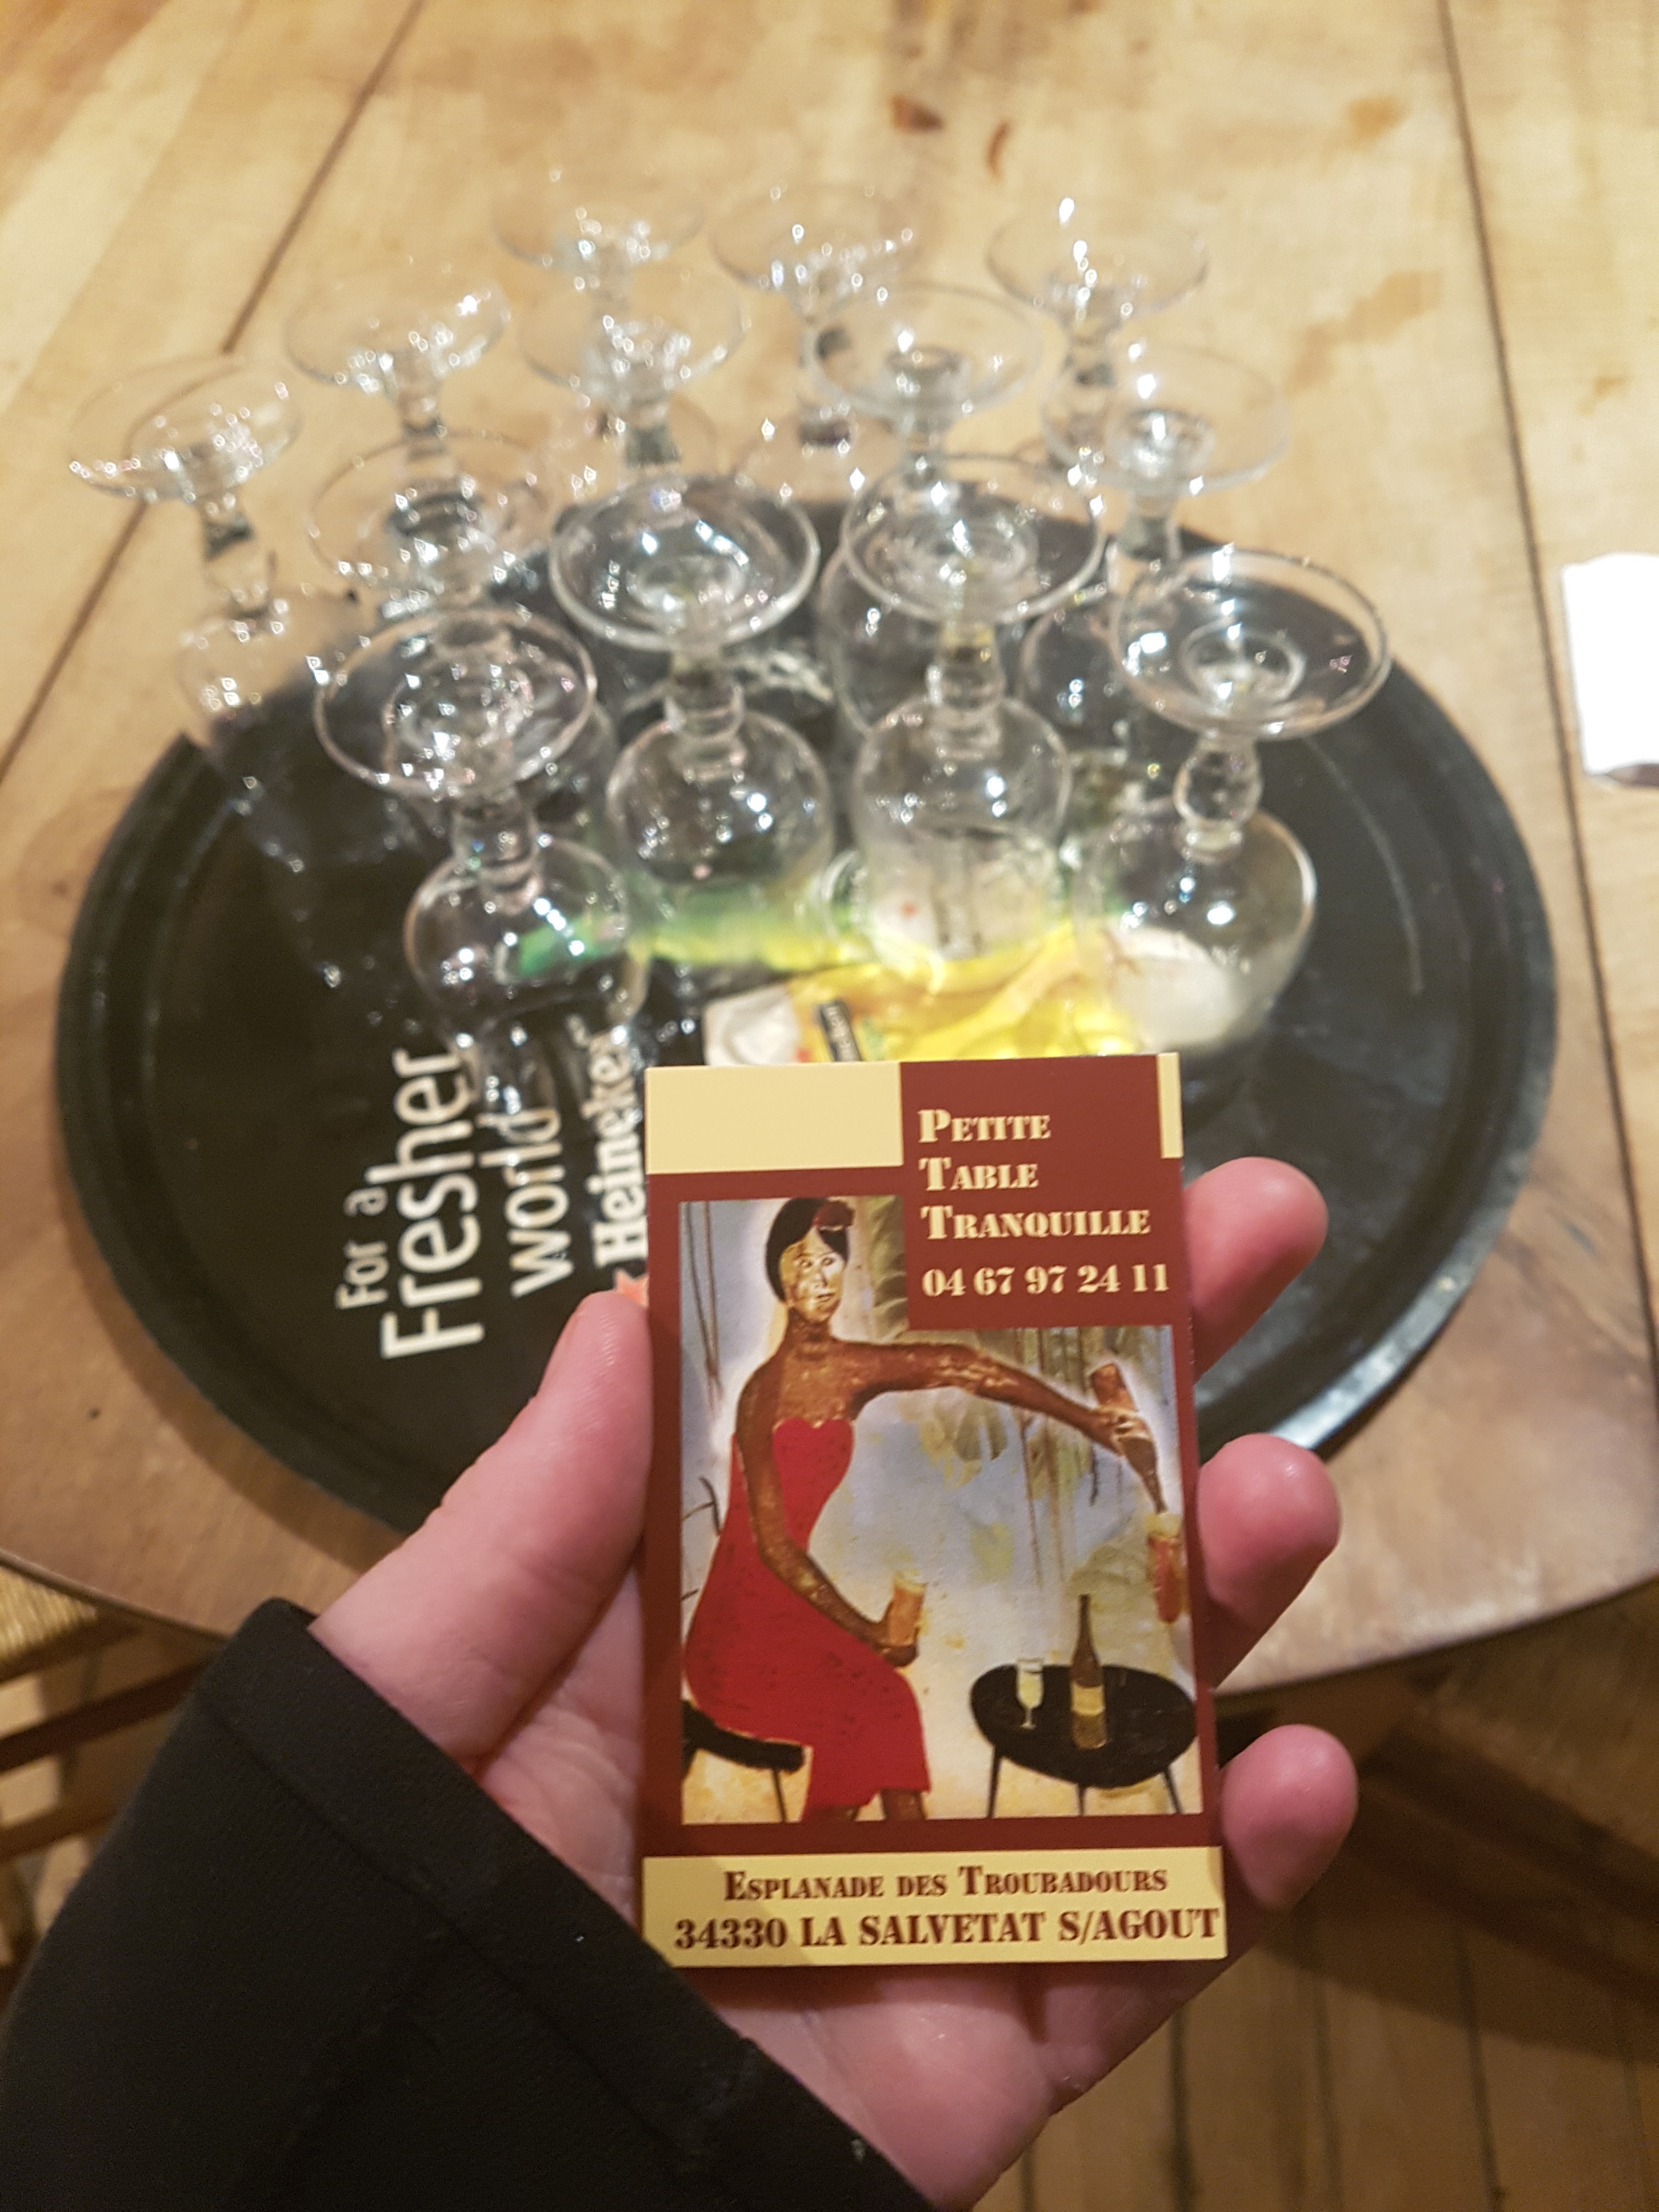 For a
Fresher
world
Heineken
PETITE
TABLE
TRANQUILLE
04 67 97 24 11
ESPLANADE DES TROUBADOURS
34330 LA SALVETAT S/AGOUT